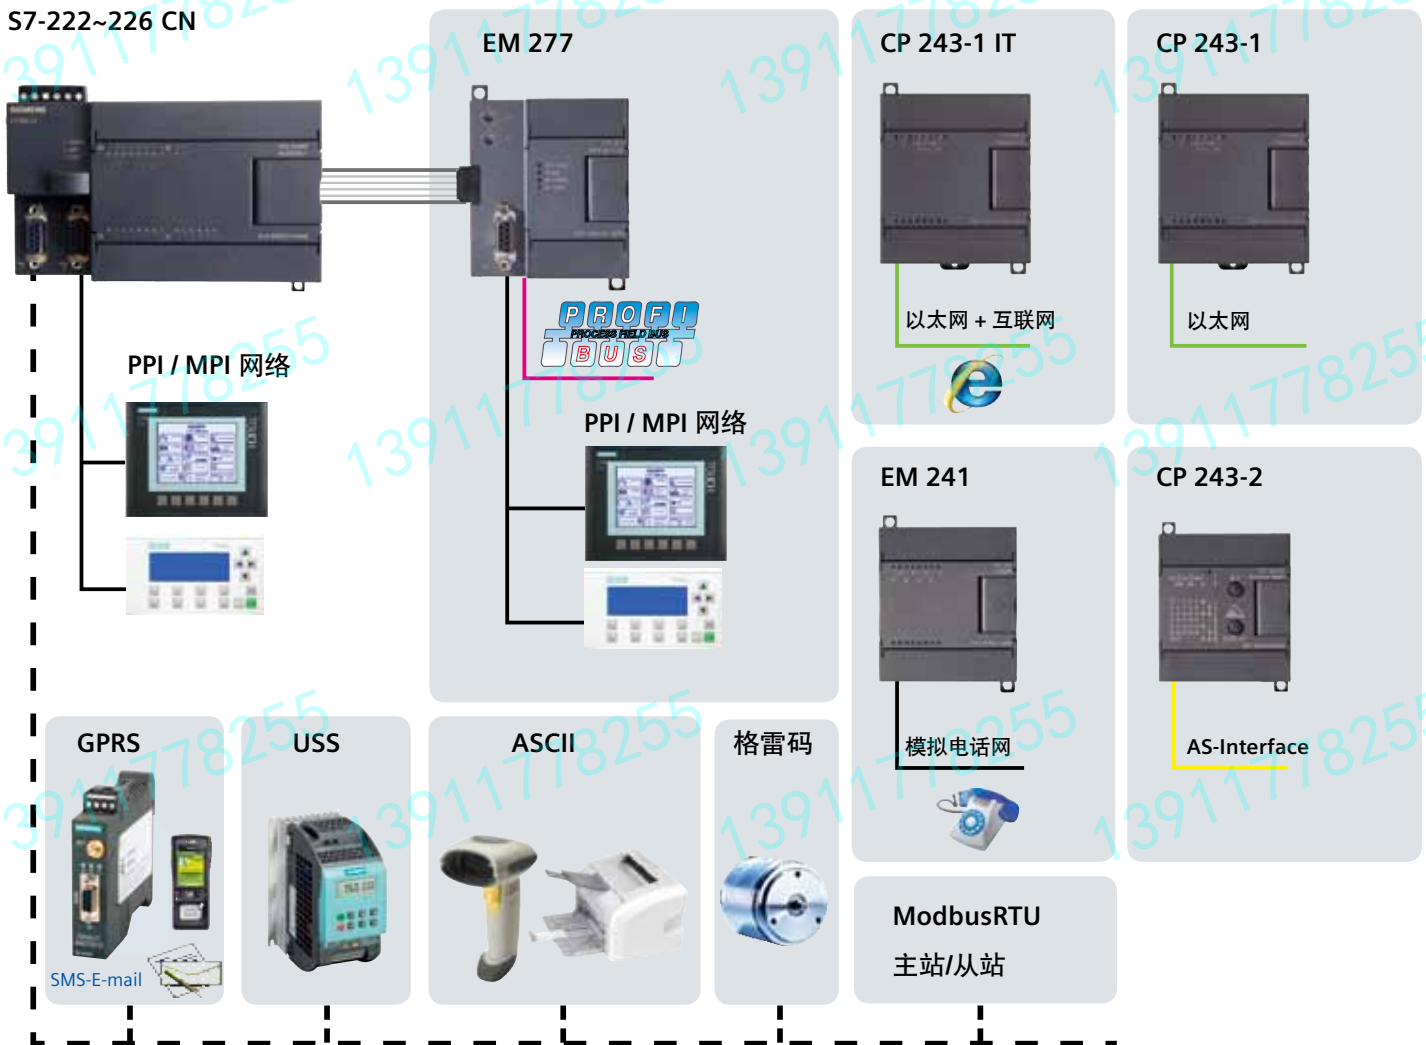 S7-222~226 CN
EM 277
CP 243-1 IT
CP 243-1
以太网 + 互联网
以太网
PROFI
PROCESS FIELD BUS
BUS
PPI / MPI 网络
PPI / MPI 网络
EM 241
CP 243-2
模拟电话网
AS-Interface
GPRS
USS
ASCII
格雷码
SMS-E-mail
ModbusRTU
主站/从站
13911778255